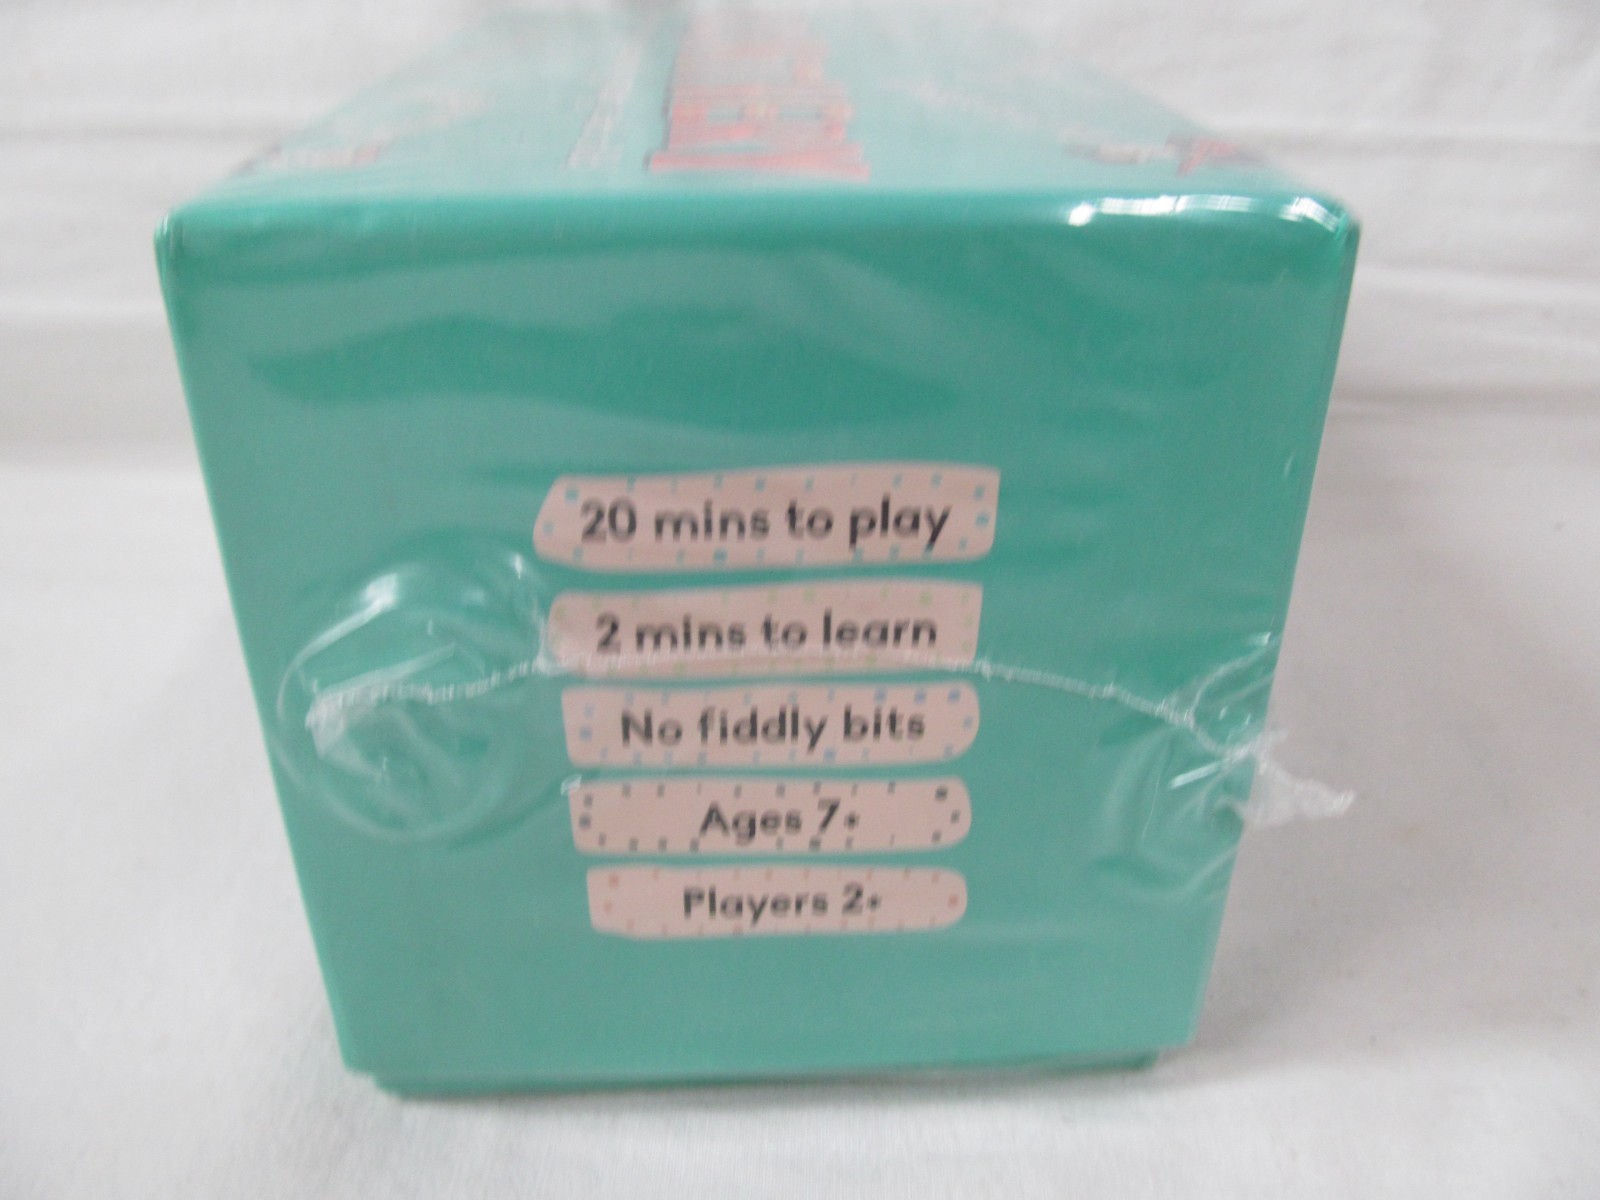 20 mins to play
2 mins to learn
No fiddly bits
Ages 7+
Players 2+